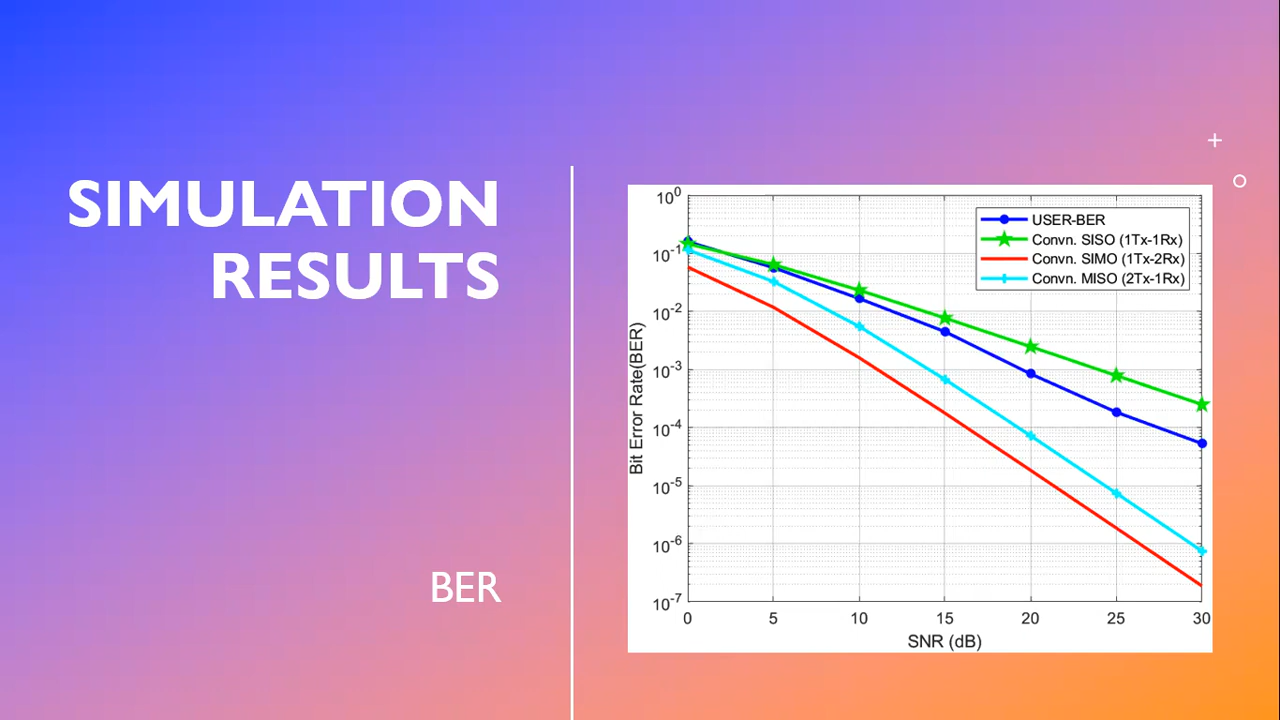 SIMULATION
RESULTS
BER
10^0
10^-1
10^-2
10^-3
10^-4
10^-5
10^-6
10^-7
Bit Error Rate(BER)
USER-BER
Convn. SISO (1Tx-1Rx)
Convn. SIMO (1Tx-2Rx)
Convn. MISO (2Tx-1Rx)
0 5 10 15 20 25 30
SNR (dB)